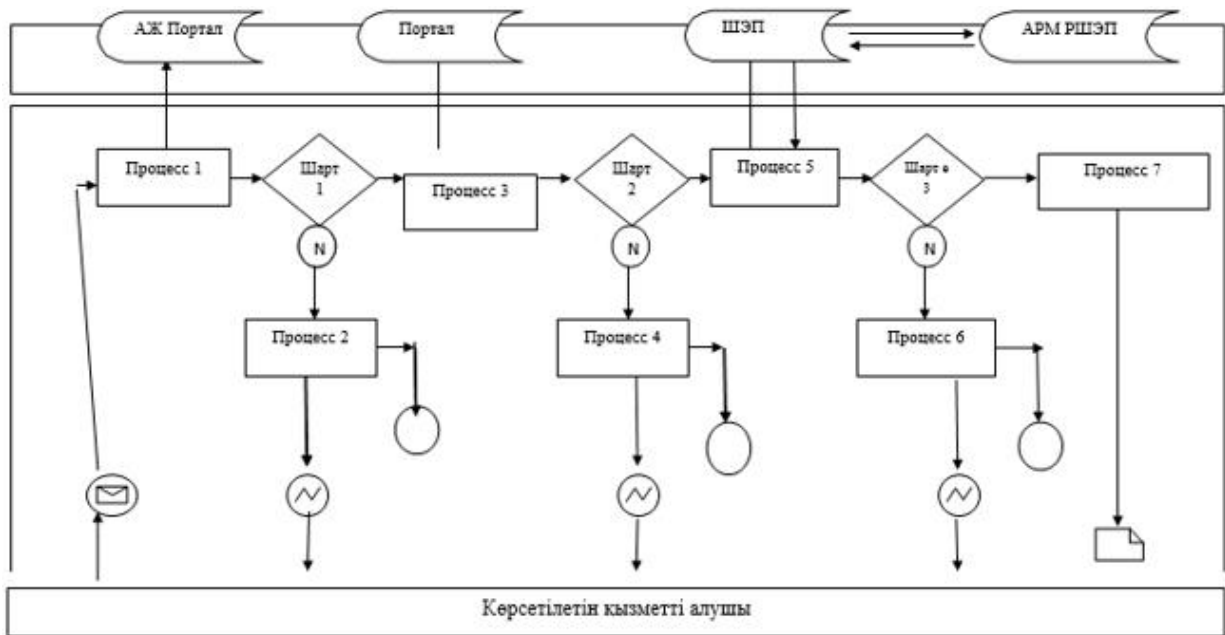 АЖ Портал
Портал
ШЭП
АРМ РШЭП
Процесс 1
Шарт
1
Процесс 3
Шарт
2
Процесс 5
Шарт е
3
Процесс 7
N
N
N
Процесс 2
Процесс 4
Процесс 6
Көрсетілетін қызметті алушы